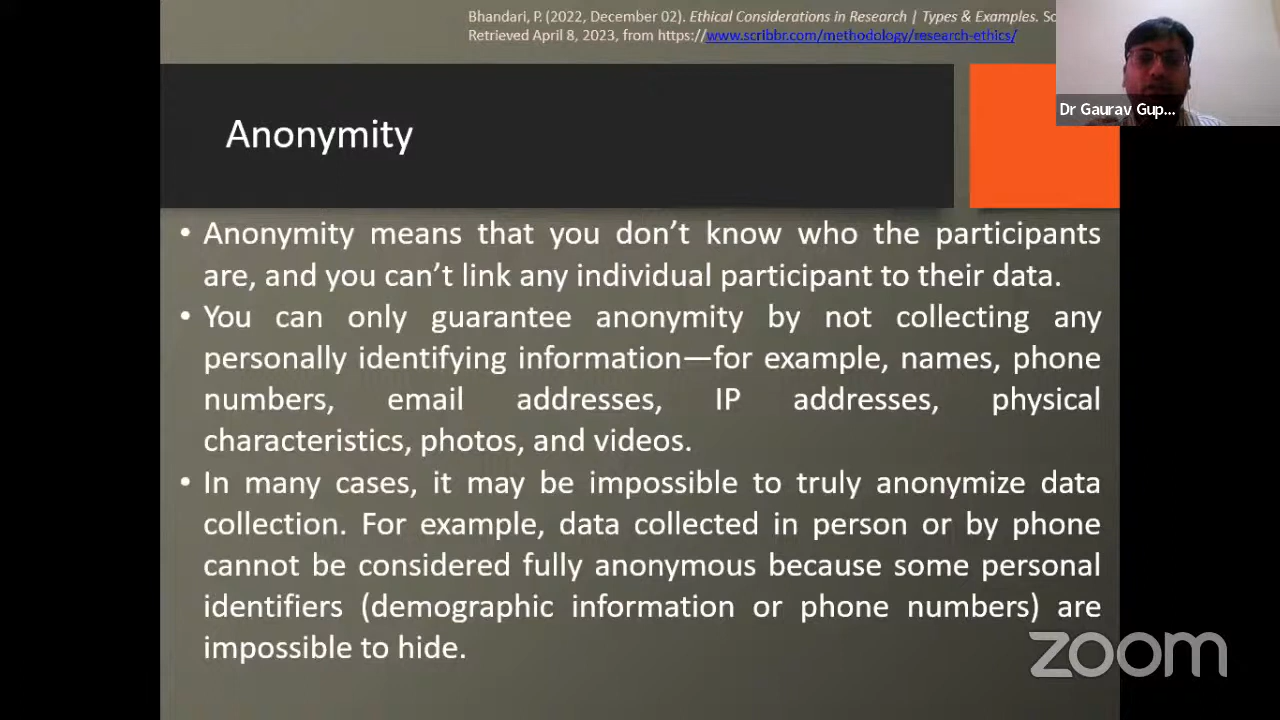 Bhandari, P. (2022, December 02). Ethical Considerations in Research | Types & Examples.
Retrieved April 8, 2023, from https://www.scribbr.com/methodology/research-ethics/
Dr Gaurav Gup...
Anonymity
• Anonymity means that you don’t know who the participants
are, and you can’t link any individual participant to their data.
• You can only guarantee anonymity by not collecting any
personally identifying information—for example, names, phone
numbers, email addresses, IP addresses, physical
characteristics, photos, and videos.
• In many cases, it may be impossible to truly anonymize data
collection. For example, data collected in person or by phone
cannot be considered fully anonymous because some personal
identifiers (demographic information or phone numbers) are
impossible to hide.
zoom